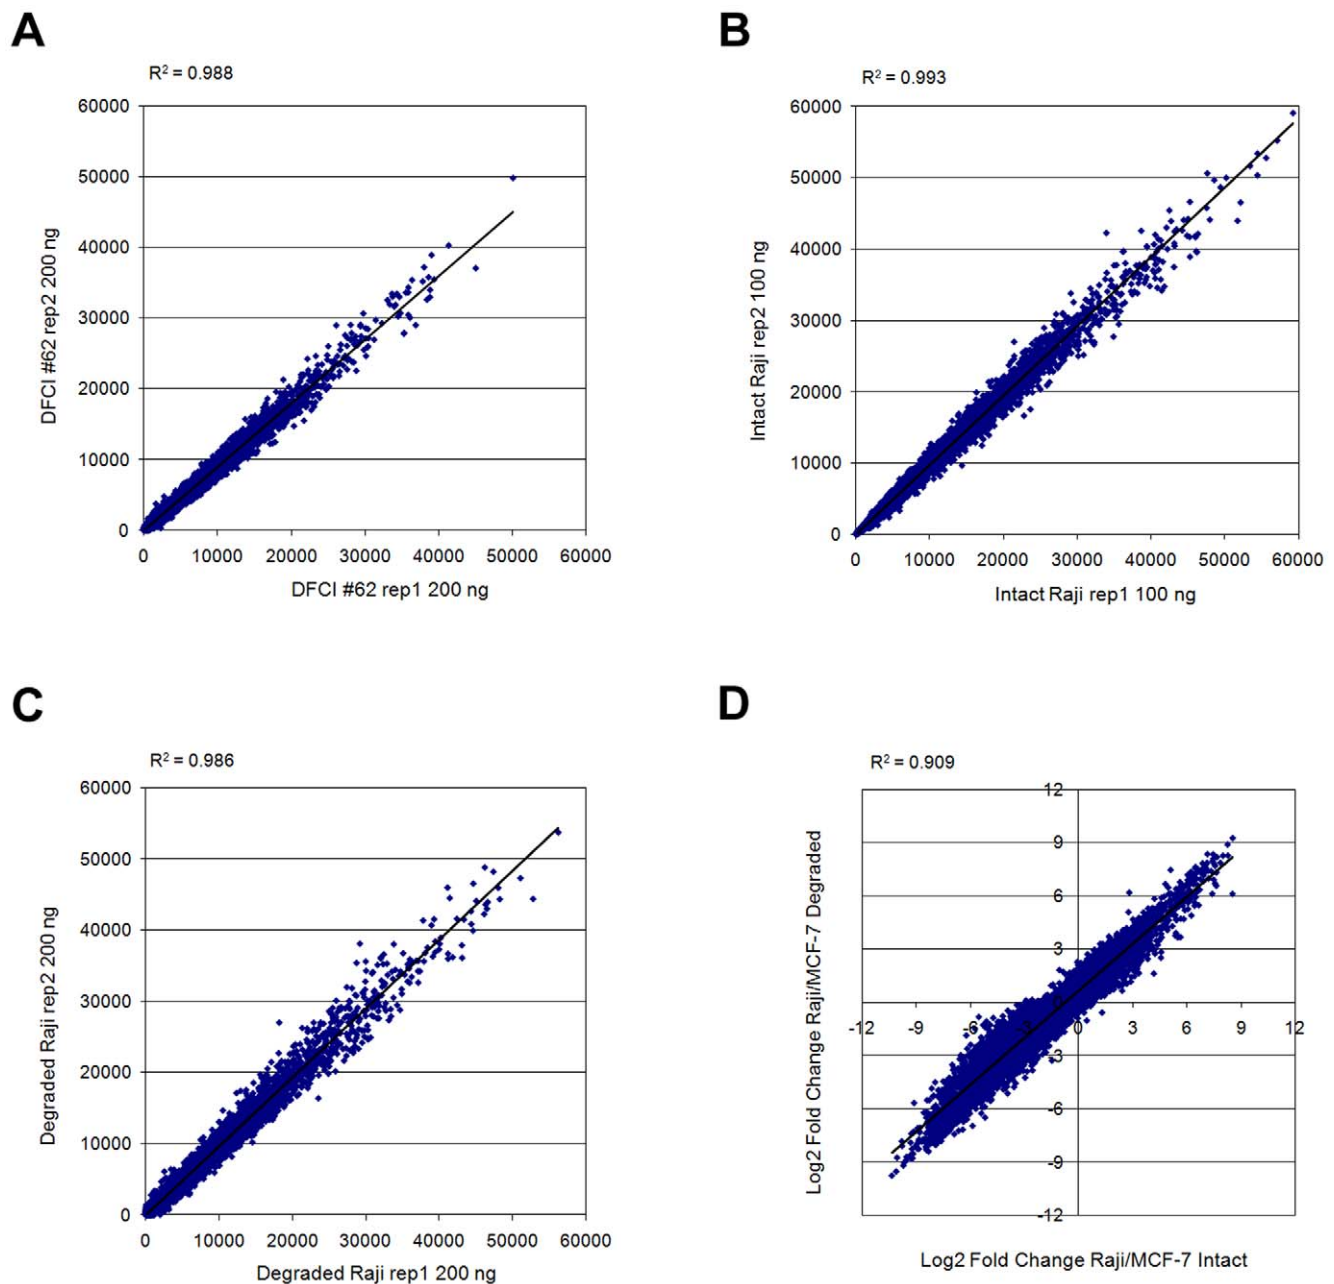 A
R² = 0.988
60000
50000
40000
30000
20000
10000
0
0 10000 20000 30000 40000 50000 60000
DFCI #62 rep2 200 ng
DFCI #62 rep1 200 ng
B
R² = 0.993
60000
50000
40000
30000
20000
10000
0
0 10000 20000 30000 40000 50000 60000
Intact Raji rep2 100 ng
Intact Raji rep1 100 ng
C
R² = 0.986
60000
50000
40000
30000
20000
10000
0
0 10000 20000 30000 40000 50000 60000
Degraded Raji rep2 200 ng
Degraded Raji rep1 200 ng
D
R² = 0.909
12
9
6
3
0
-12 -9 -6 -3 0 3 6 9 12
-3
-6
-9
-12
Log2 Fold Change Raji/MCF-7 Degraded
Log2 Fold Change Raji/MCF-7 Intact